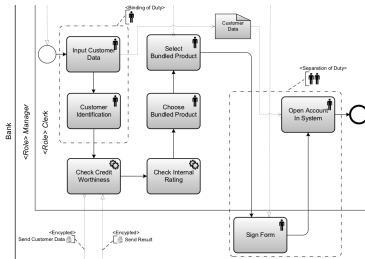 <Binding of Duty>
Customer
Data
Input Customer
Data
Select
Bundled Product
<Separation of Duty>
Bank
<Role> Manager
<Role> Clerk
Customer
Identification
Choose
Bundled Product
Open Account
In System
Check Credit
Worthiness
Check Internal
Rating
<Encypted>
Send Customer Data
<Encypted>
Send Result
Sign Form